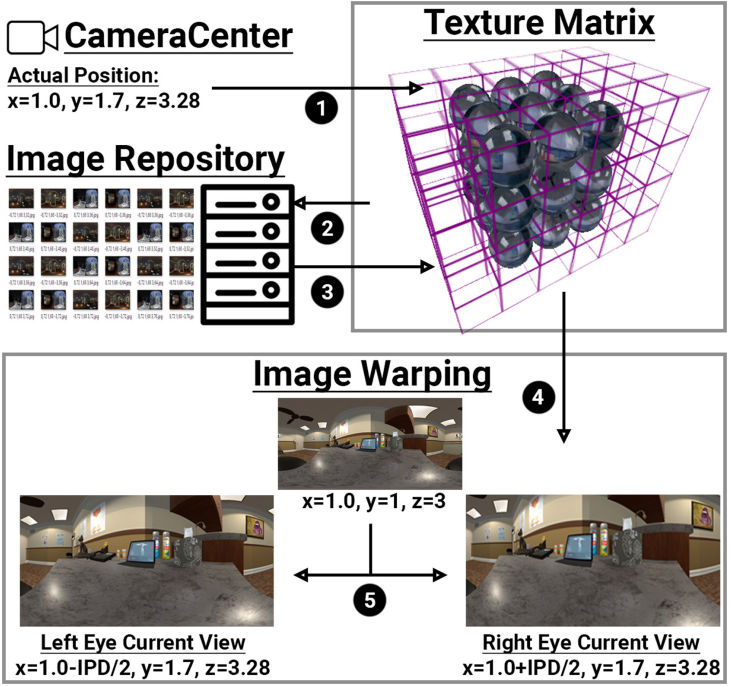 CameraCenter
Actual Position:
x=1.0, y=1.7, z=3.28
1
Texture Matrix
Image Repository
2
3
4
Image Warping
x=1.0, y=1, z=3
5
Left Eye Current View
x=1.0-IPD/2, y=1.7, z=3.28
Right Eye Current View
x=1.0+IPD/2, y=1.7, z=3.28